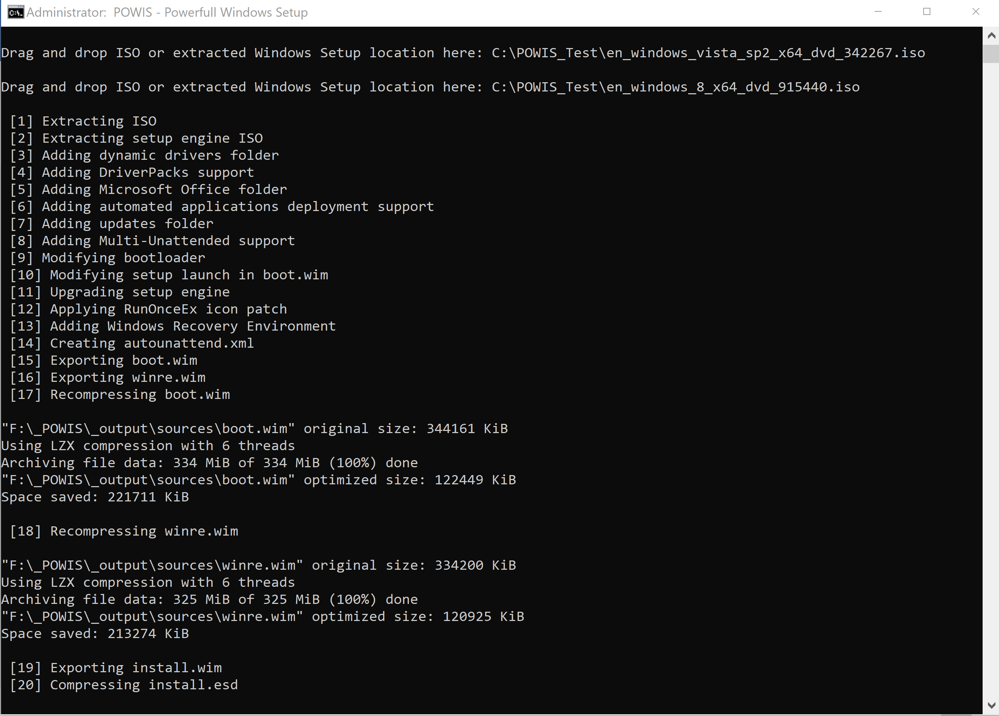 Administrator:  POWIS - Powerfull Windows Setup
Drag and drop ISO or extracted Windows Setup location here: C:\POWIS_Test\en_windows_vista_sp2_x64_dvd_342267.iso
Drag and drop ISO or extracted Windows Setup location here: C:\POWIS_Test\en_windows_8_x64_dvd_915440.iso
[1] Extracting ISO
[2] Extracting setup engine ISO
[3] Adding dynamic drivers folder
[4] Adding DriverPacks support
[5] Adding Microsoft Office folder
[6] Adding automated applications deployment support
[7] Adding updates folder
[8] Adding Multi-Unattended support
[9] Modifying bootloader
[10] Modifying setup launch in boot.wim
[11] Upgrading setup engine
[12] Applying RunOnceEx icon patch
[13] Adding Windows Recovery Environment
[14] Creating autounattend.xml
[15] Exporting boot.wim
[16] Exporting winre.wim
[17] Recompressing boot.wim
"F:\_POWIS\_output\sources\boot.wim" original size: 344161 KiB
Using LZX compression with 6 threads
Archiving file data: 334 MiB of 334 MiB (100%) done
"F:\_POWIS\_output\sources\boot.wim" optimized size: 122449 KiB
Space saved: 221711 KiB
[18] Recompressing winre.wim
"F:\_POWIS\_output\sources\winre.wim" original size: 334200 KiB
Using LZX compression with 6 threads
Archiving file data: 325 MiB of 325 MiB (100%) done
"F:\_POWIS\_output\sources\winre.wim" optimized size: 120925 KiB
Space saved: 213274 KiB
[19] Exporting install.wim
[20] Compressing install.esd